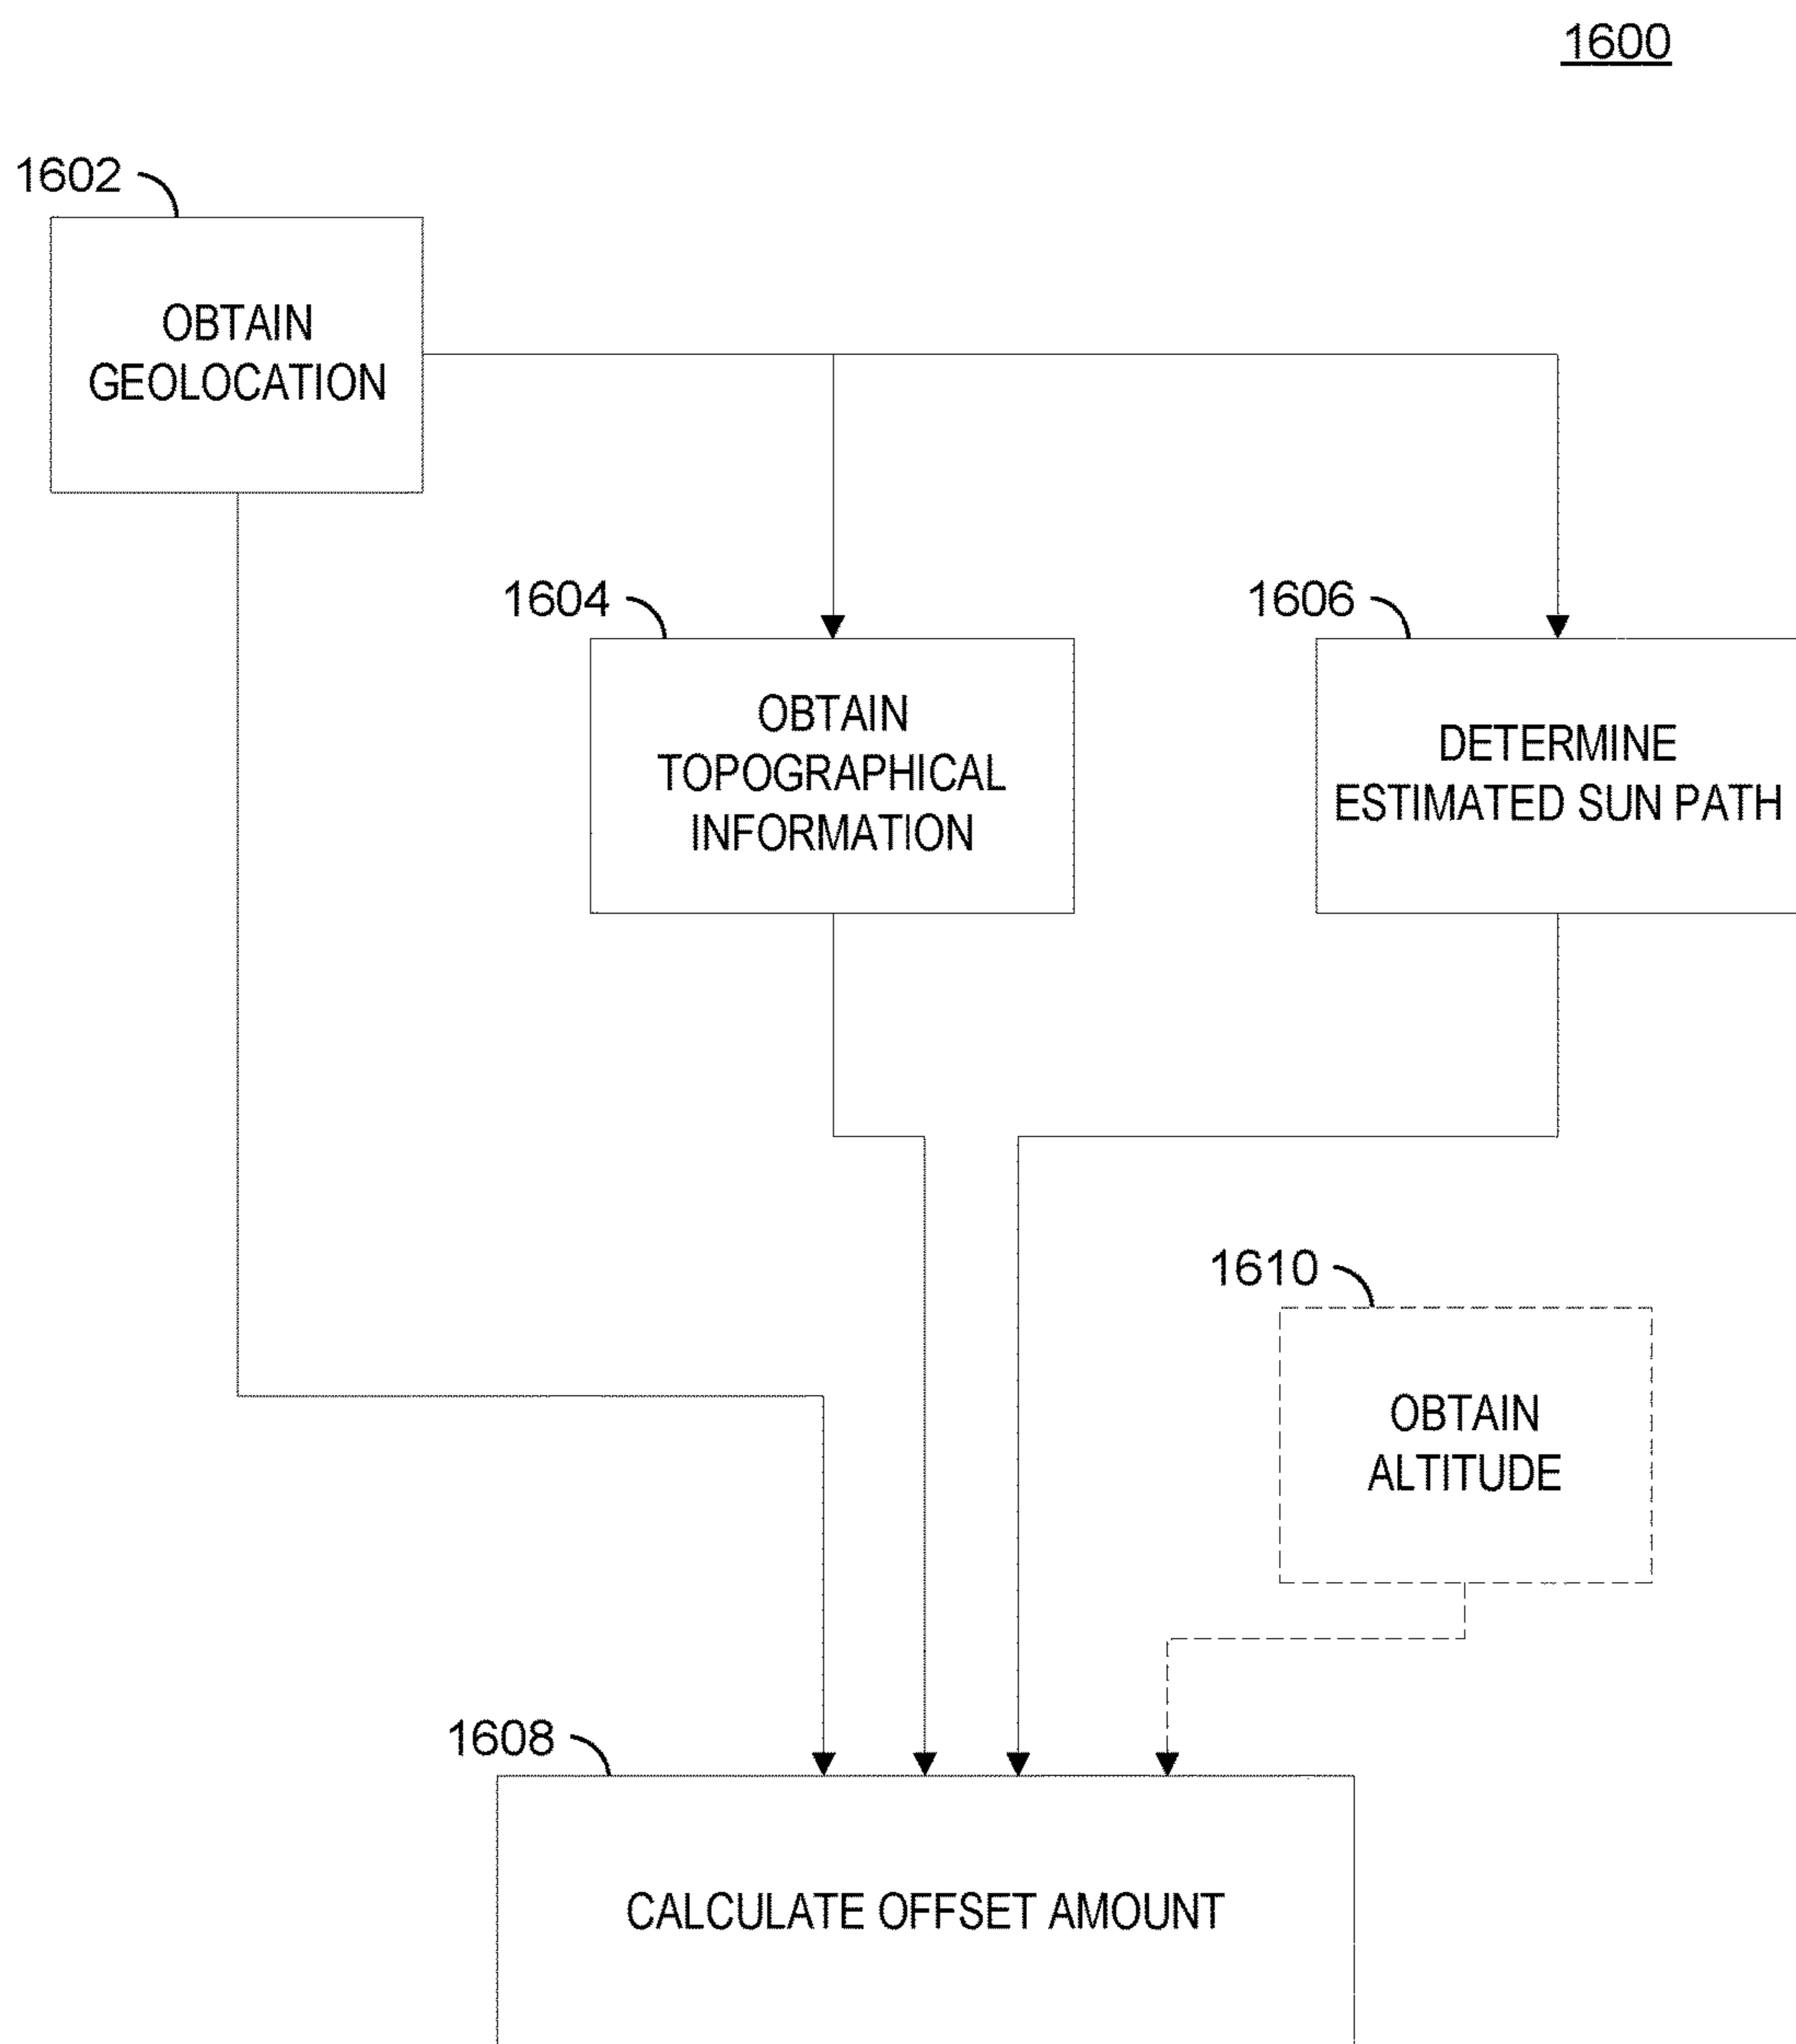 1600
1602
OBTAIN
GEOLOCATION
1604
OBTAIN
TOPOGRAPHICAL
INFORMATION
1606
DETERMINE
ESTIMATED SUN PATH
1610
OBTAIN
ALTITUDE
1608
CALCULATE OFFSET AMOUNT